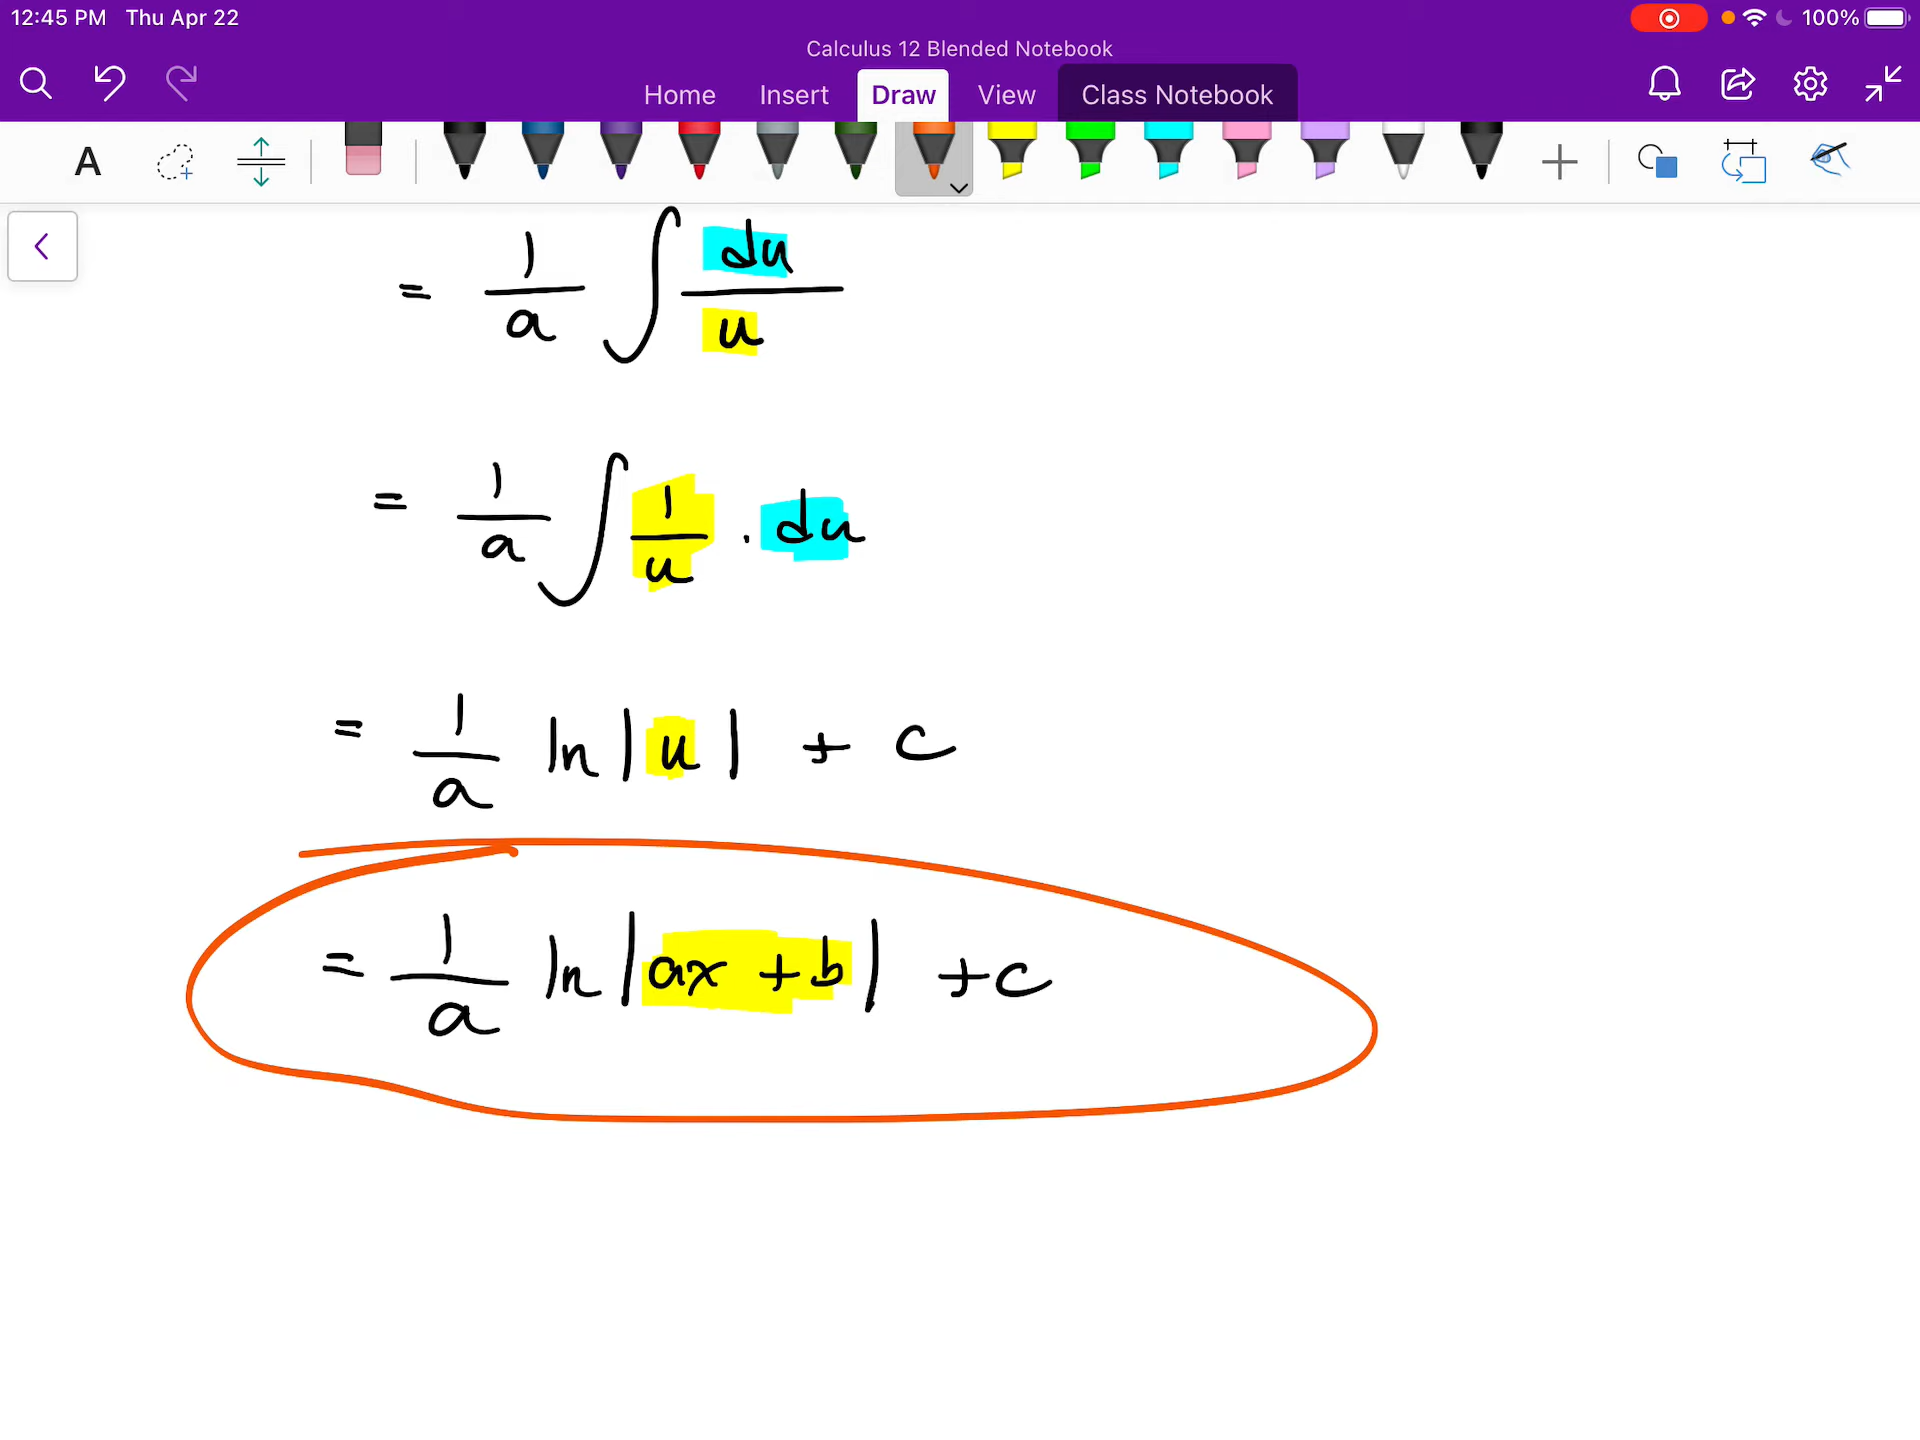 12:45 PM Thu Apr 22 100%
Calculus 12 Blended Notebook
Home Insert Draw View Class Notebook
A
= 1/a ∫ du/u
= 1/a ∫ 1/u · du
= 1/a ln|u| + c
= 1/a ln|ax + b| + c